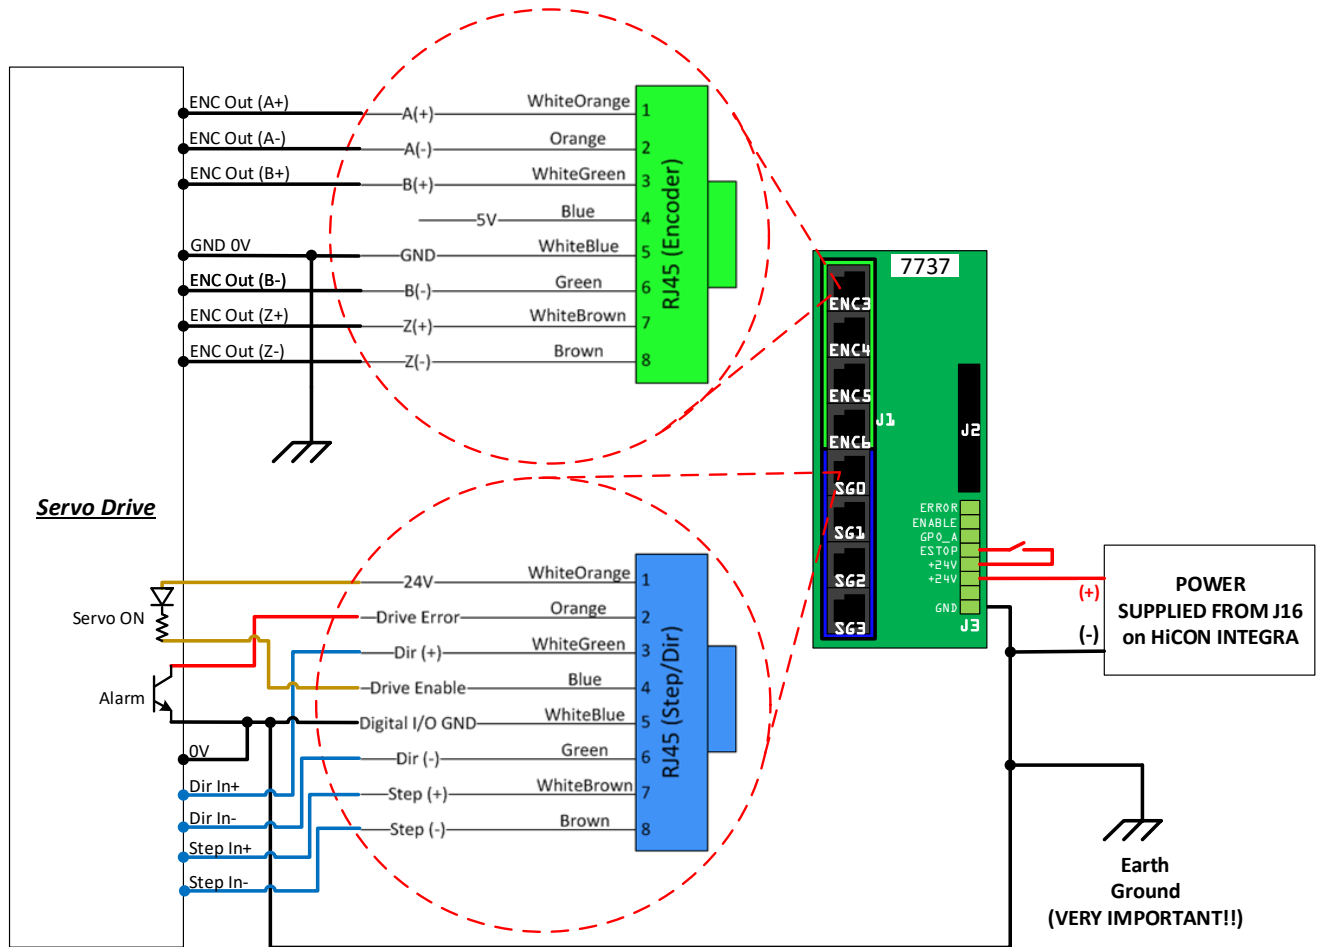 Servo Drive
ENC Out (A+)
ENC Out (A-)
ENC Out (B+)
GND 0V
ENC Out (B-)
ENC Out (Z+)
ENC Out (Z-)
A(+)
A(-)
B(+)
5V
GND
B(-)
Z(+)
Z(-)
WhiteOrange 1
Orange 2
WhiteGreen 3
Blue 4
WhiteBlue 5
Green 6
WhiteBrown 7
Brown 8
RJ45 (Encoder)
Servo ON
Alarm
0V
Dir In+
Dir In-
Step In+
Step In-
24V
Drive Error
Dir (+)
Drive Enable
Digital I/O GND
Dir (-)
Step (+)
Step (-)
WhiteOrange 1
Orange 2
WhiteGreen 3
Blue 4
WhiteBlue 5
Green 6
WhiteBrown 7
Brown 8
RJ45 (Step/Dir)
7737
ENC3
ENC4
ENC5
ENC6
SG0
SG1
SG2
SG3
J1
J2
ERROR
ENABLE
GPO_A
ESTOP
+24V
+24V
GND
J3
(+)
(-)
POWER
SUPPLIED FROM J16
on HiCON INTEGRA
Earth
Ground
(VERY IMPORTANT!!)